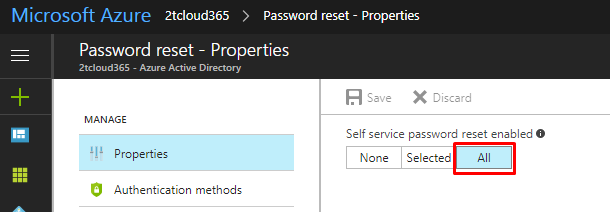 Microsoft Azure 2tcloud365 > Password reset - Properties
Password reset - Properties
2tcloud365 - Azure Active Directory
Save Discard
MANAGE
Self service password reset enabled
Properties
None Selected All
Authentication methods